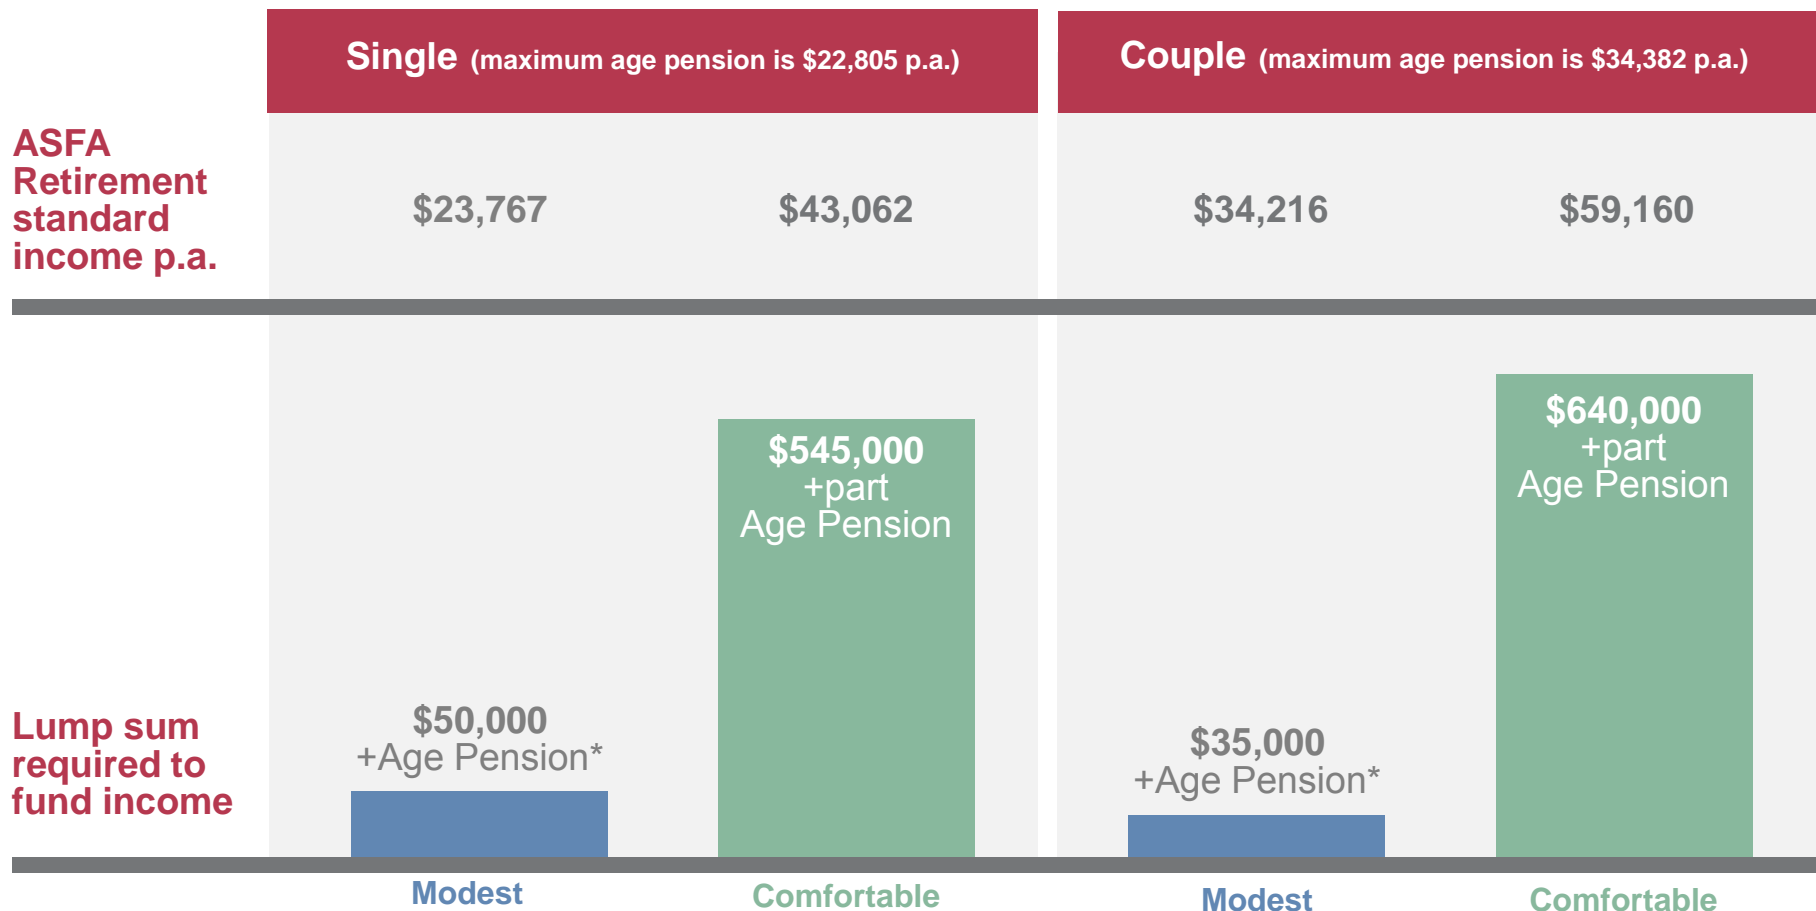 Single (maximum age pension is $22,805 p.a.)
Couple (maximum age pension is $34,382 p.a.)
ASFA
Retirement
standard
income p.a.
$23,767
$43,062
$34,216
$59,160
Lump sum
required to
fund income
$50,000
+Age Pension*
$545,000
+part
Age Pension
$35,000
+Age Pension*
$640,000
+part
Age Pension
Modest
Comfortable
Modest
Comfortable